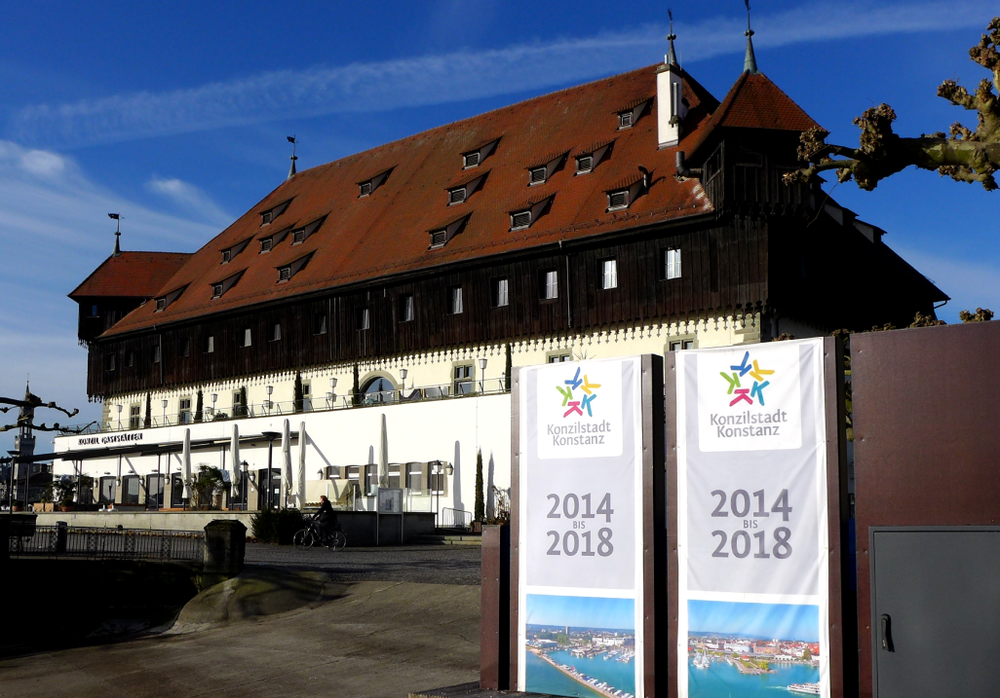 KONZIL GASTSTÄTTEN
Konzilstadt
Konstanz
2014
BIS
2018
Konzilstadt
Konstanz
2014
BIS
2018